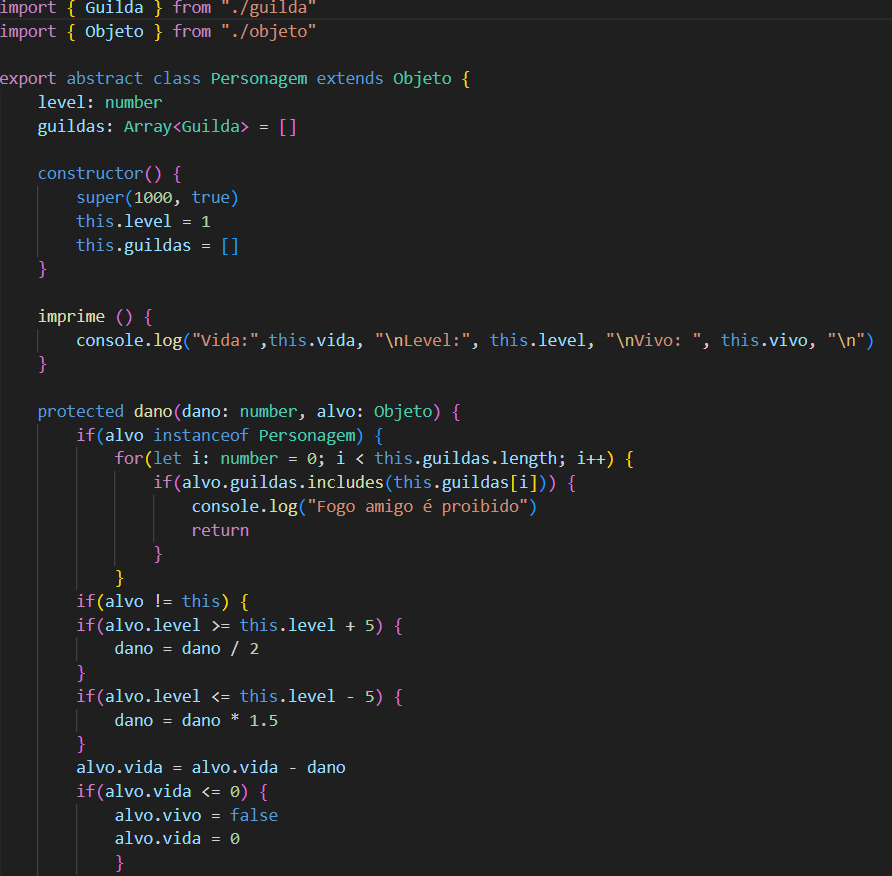 import { Guilda } from "./guilda"
import { Objeto } from "./objeto"
export abstract class Personagem extends Objeto {
level: number
guildas: Array<Guilda> = []
constructor() {
super(1000, true)
this.level = 1
this.guildas = []
}
imprime () {
console.log("Vida:",this.vida, "\nLevel:", this.level, "\nVivo: ", this.vivo, "\n")
}
protected dano(dano: number, alvo: Objeto) {
if(alvo instanceof Personagem) {
for(let i: number = 0; i < this.guildas.length; i++) {
if(alvo.guildas.includes(this.guildas[i])) {
console.log("Fogo amigo é proibido")
return
}
}
if(alvo != this) {
if(alvo.level >= this.level + 5) {
dano = dano / 2
}
if(alvo.level <= this.level - 5) {
dano = dano * 1.5
}
alvo.vida = alvo.vida - dano
if(alvo.vida <= 0) {
alvo.vivo = false
alvo.vida = 0
}